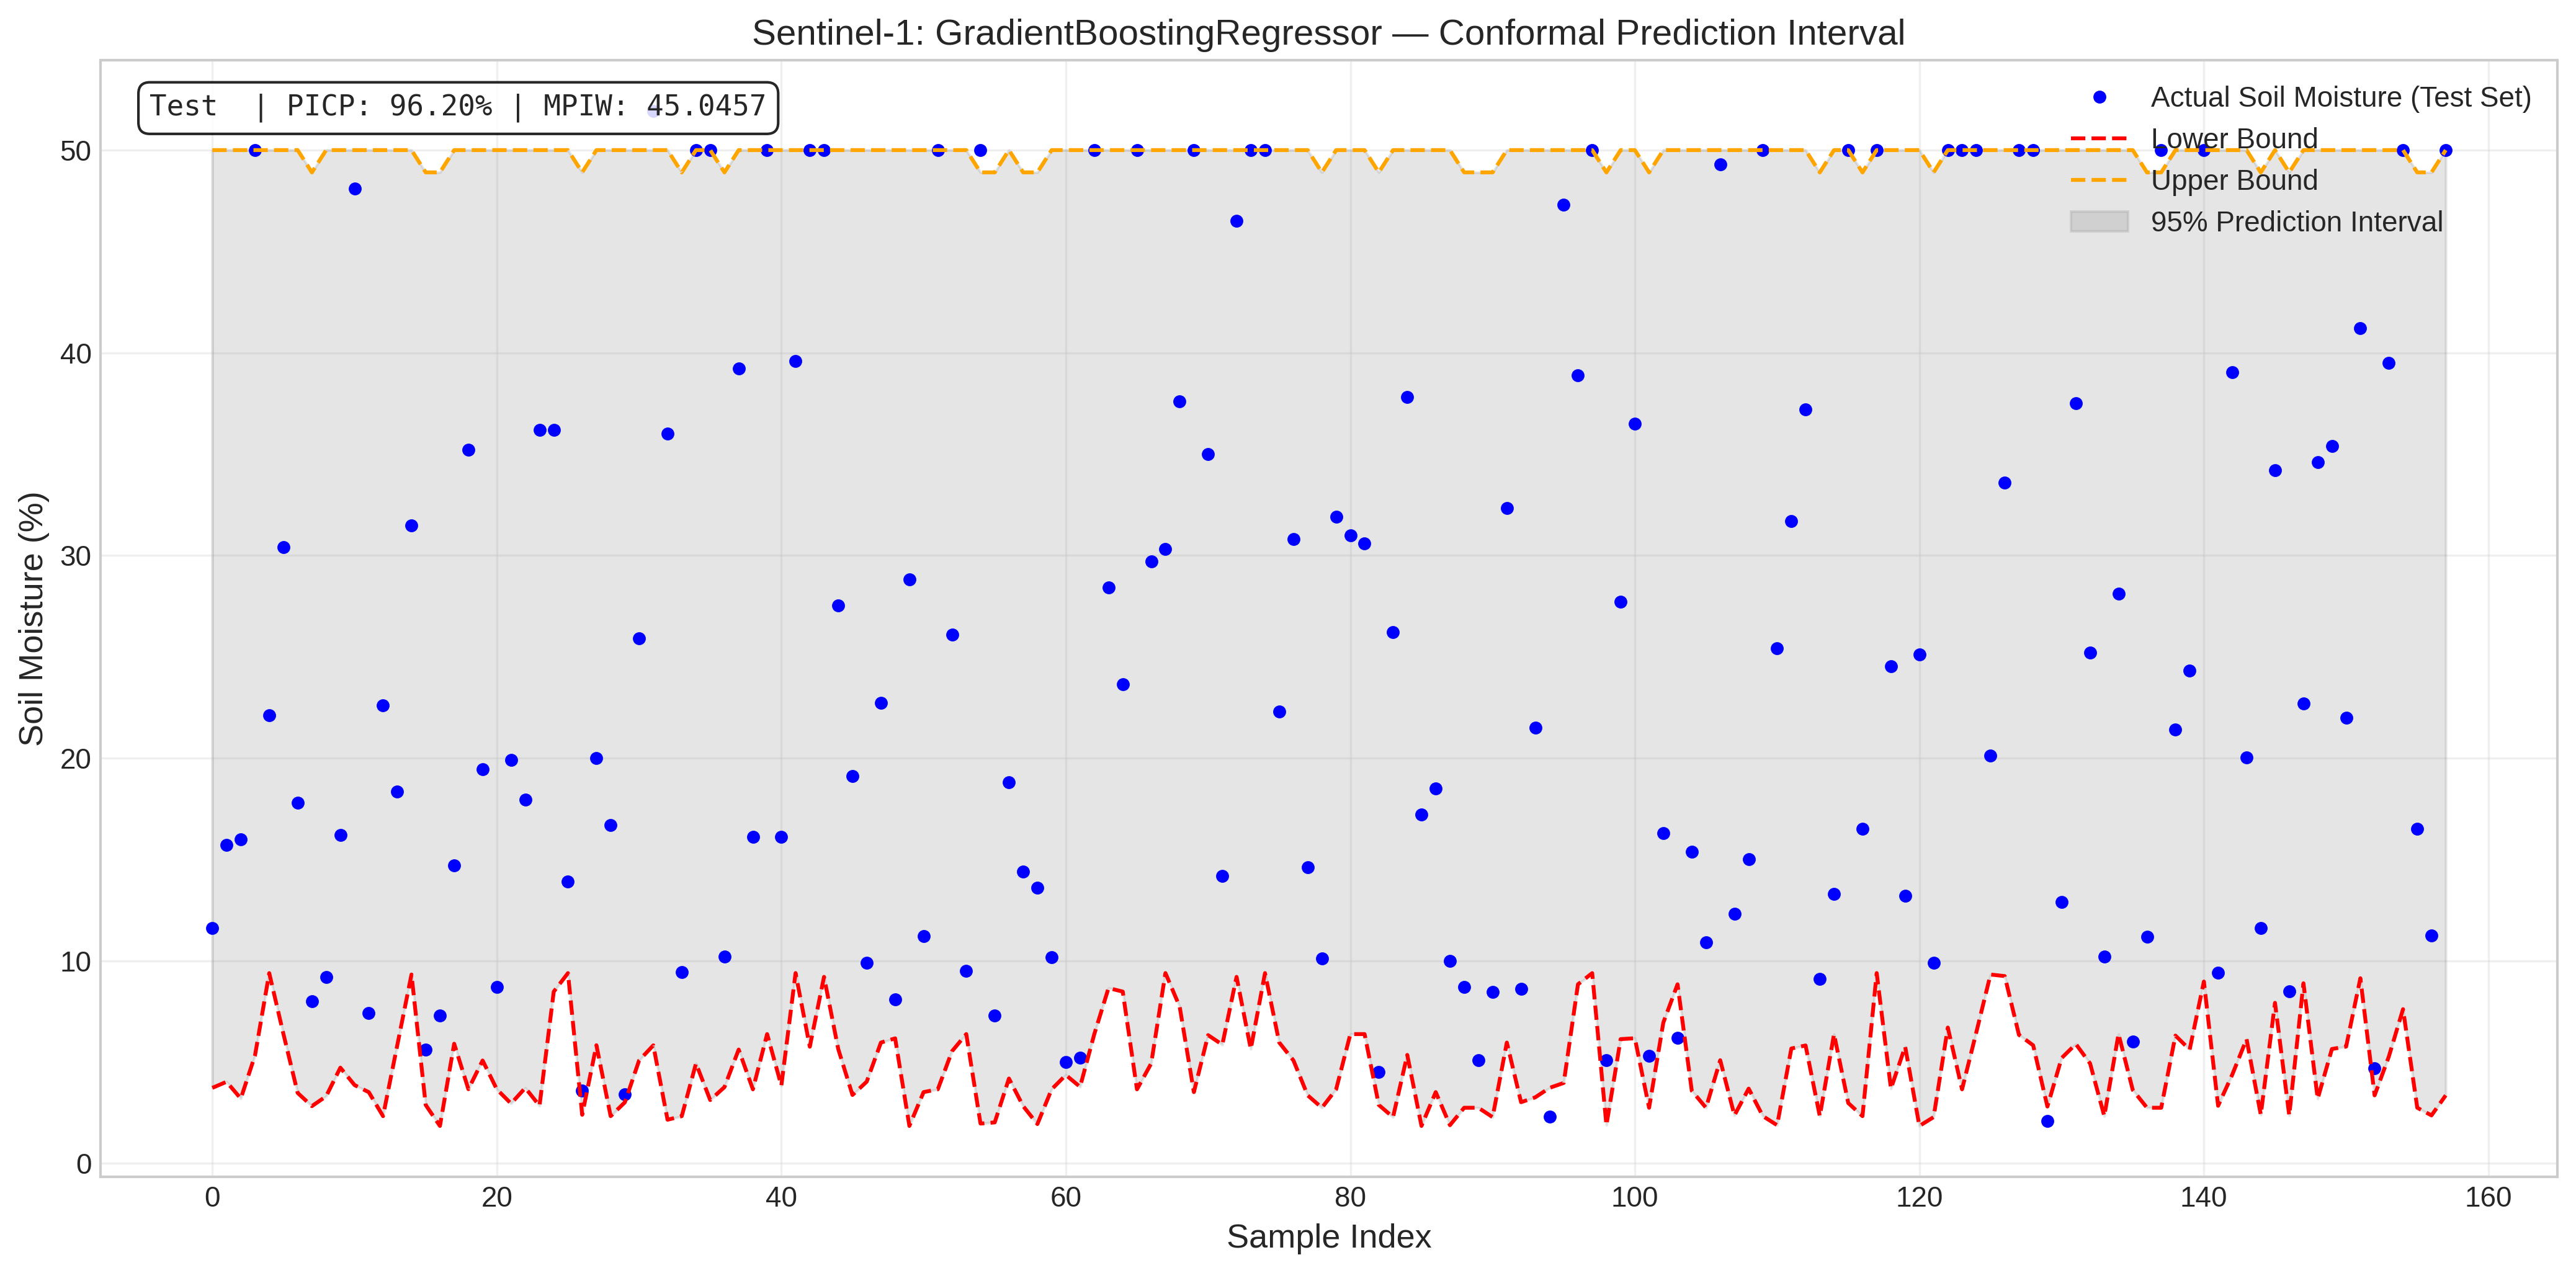 Sentinel-1: GradientBoostingRegressor — Conformal Prediction Interval
Test  | PICP: 96.20% | MPIW: 45.0457
Actual Soil Moisture (Test Set)
Lower Bound
Upper Bound
95% Prediction Interval
Soil Moisture (%)
50
40
30
20
10
0
0 20 40 60 80 100 120 140 160
Sample Index